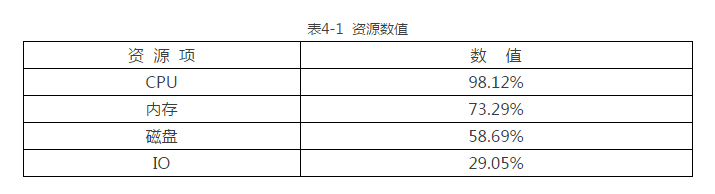 表4-1 资源数值
资 源 项 数 值
CPU 98.12%
内存 73.29%
磁盘 58.69%
IO 29.05%